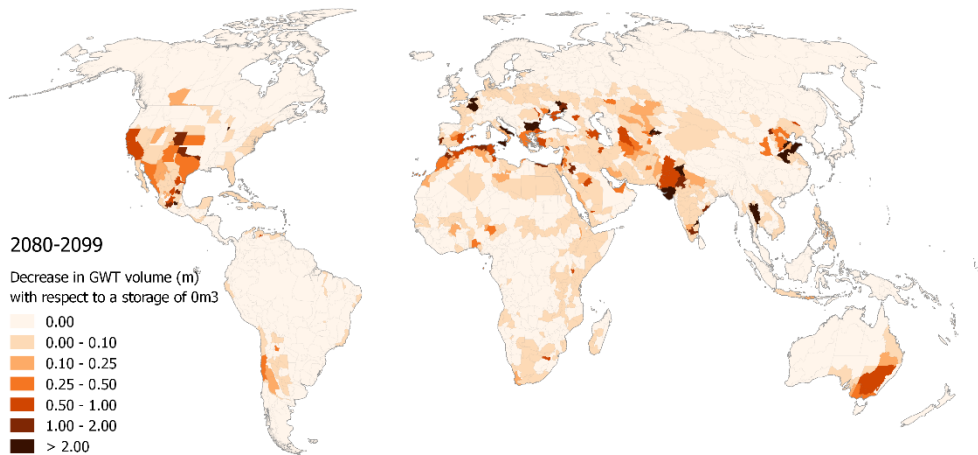 2080-2099
Decrease in GWT volume (m)
with respect to a storage of 0m3
0.00
0.00 - 0.10
0.10 - 0.25
0.25 - 0.50
0.50 - 1.00
1.00 - 2.00
> 2.00